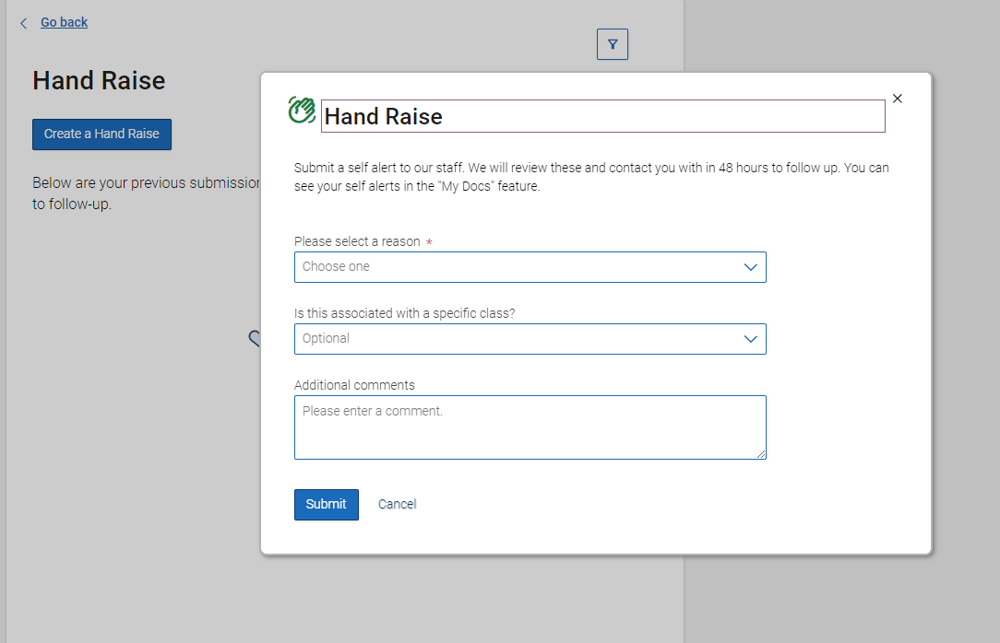 Go back
Hand Raise
Create a Hand Raise
Below are your previous
to follow-up.
Hand Raise
Submit a self alert to our staff. We will review these and contact you with in 48 hours to follow up. You can
see your self alerts in the "My Docs" feature.
Please select a reason *
Choose one
Is this associated with a specific class?
Optional
Additional comments
Please enter a comment.
Submit
Cancel